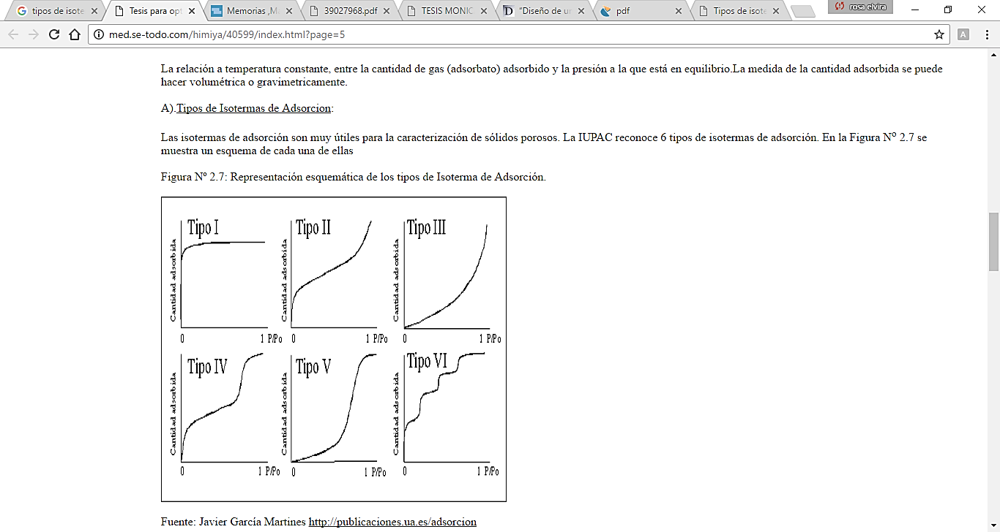 tipos de isote
Tesis para opt
Memorias ,Ma
39027968.pdf
TESIS MONIC
"Diseño de un
pdf
Tipos de isote
rosa elvira
med.se-todo.com/himiya/40599/index.html?page=5
A
La relación a temperatura constante, entre la cantidad de gas (adsorbato) adsorbido y la presión a la que está en equilibrio.La medida de la cantidad adsorbida se puede
hacer volumétrica o gravimetricamente.
A).Tipos de Isotermas de Adsorcion:
Las isotermas de adsorción son muy útiles para la caracterización de sólidos porosos. La IUPAC reconoce 6 tipos de isotermas de adsorción. En la Figura Nº 2.7 se
muestra un esquema de cada una de ellas
Figura Nº 2.7: Representación esquemática de los tipos de Isoterma de Adsorción.
Tipo I
Cantidad adsorbida
0 1 P/Po
Tipo II
Cantidad adsorbida
0 1 P/Po
Tipo III
Cantidad adsorbida
0 1 P/Po
Tipo IV
Cantidad adsorbida
0 1 P/Po
Tipo V
Cantidad adsorbida
0 1 P/Po
Tipo VI
Cantidad adsorbida
0 1 P/Po
Fuente: Javier García Martines http://publicaciones.ua.es/adsorcion